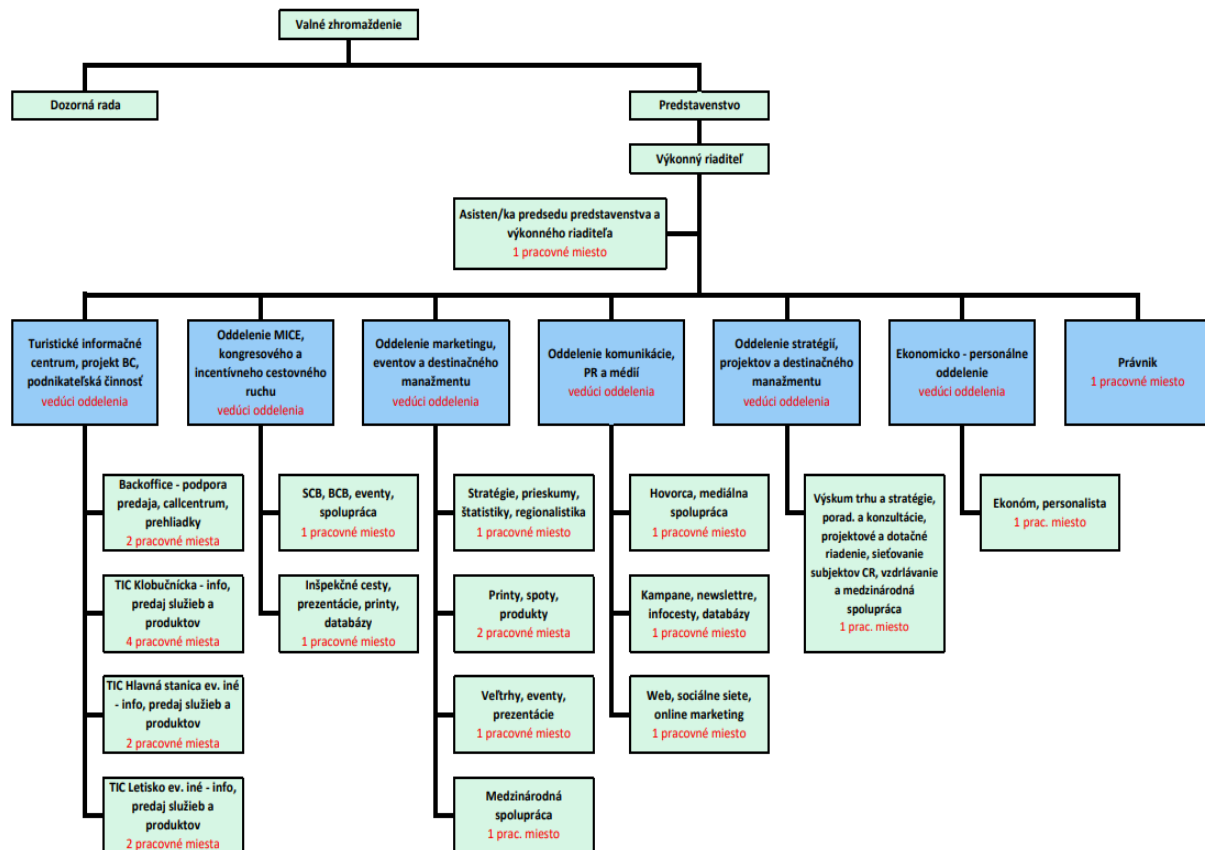 Valné zhromaždenie
Dozorná rada
Predstavenstvo
Výkonný riaditeľ
Asisten/ka predsedu predstavenstva a
výkonného riaditeľa
1 pracovné miesto
Turistické informačné
centrum, projekt BC,
podnikateľská činnosť
vedúci oddelenia
Oddelenie MICE,
kongresového a
incentívneho cestovného
ruchu
vedúci oddelenia
Oddelenie marketingu,
eventov a destinačného
manažmentu
vedúci oddelenia
Oddelenie komunikácie,
PR a médií
vedúci oddelenia
Oddelenie stratégií,
projektov a destinačného
manažmentu
vedúci oddelenia
Ekonomicko - personálne
oddelenie
vedúci oddelenia
Právnik
1 pracovné miesto
Backoffice - podpora
predaja, callcentrum,
prehliadky
2 pracovné miesta
TIC Klobučnícka - info,
predaj služieb a
produktov
4 pracovné miesta
TIC Hlavná stanica ev. iné
- info, predaj služieb a
produktov
2 pracovné miesta
TIC Letisko ev. iné - info,
predaj služieb a
produktov
2 pracovné miesta
SCB, BCB, eventy,
spolupráca
1 pracovné miesto
Inšpekčné cesty,
prezentácie, printy,
databázy
1 pracovné miesto
Stratégie, prieskumy,
štatistiky, regionalistika
1 pracovné miesto
Printy, spoty,
produkty
2 pracovné miesta
Veľtrhy, eventy,
prezentácie
1 pracovné miesto
Medzinárodná
spolupráca
1 prac. miesto
Hovorca, mediálna
spolupráca
1 pracovné miesto
Kampane, newslettre,
infocesty, databázy
1 pracovné miesto
Web, sociálne siete,
online marketing
1 pracovné miesto
Výskum trhu a stratégie,
porad. a konzultácie,
projektové a dotačné
riadenie, sieťovanie
subjektov CR, vzdrlávanie
a medzinárodná
spolupráca
1 prac. miesto
Ekonóm, personalista
1 prac. miesto